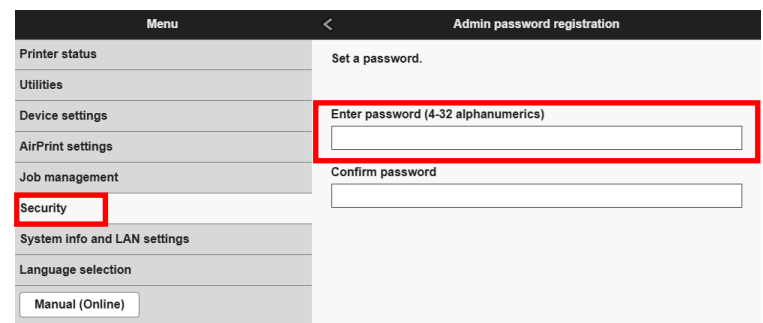 Menu
Printer status
Utilities
Device settings
AirPrint settings
Job management
Security
System info and LAN settings
Language selection
Manual (Online)
< Admin password registration
Set a password.
Enter password (4-32 alphanumerics)
Confirm password